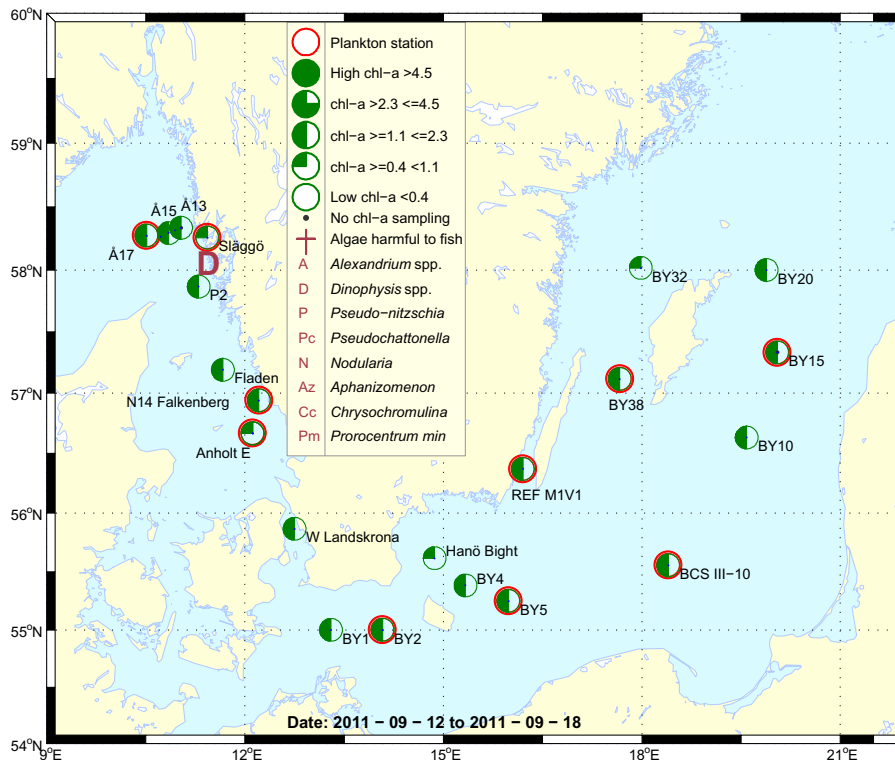 60°N
59°N
58°N
57°N
56°N
55°N
54°N
9°E
12°E
15°E
18°E
21°E
Plankton station
High chl−a >4.5
chl−a >2.3 <=4.5
chl−a >=1.1 <=2.3
chl−a >=0.4 <1.1
Low chl−a <0.4
No chl−a sampling
Algae harmful to fish
A Alexandrium spp.
D Dinophysis spp.
P Pseudo−nitzschia
Pc Pseudochattonella
N Nodularia
Az Aphanizomenon
Cc Chrysochromulina
Pm Prorocentrum min
Å13
Å15
Å17
Släggö
D
P2
Fladen
N14 Falkenberg
Anholt E
W Landskrona
Hanö Bight
BY1
BY2
BY4
BY5
REF M1V1
BY38
BY32
BY20
BY15
BY10
BCS III−10
Date: 2011 − 09 − 12 to 2011 − 09 − 18